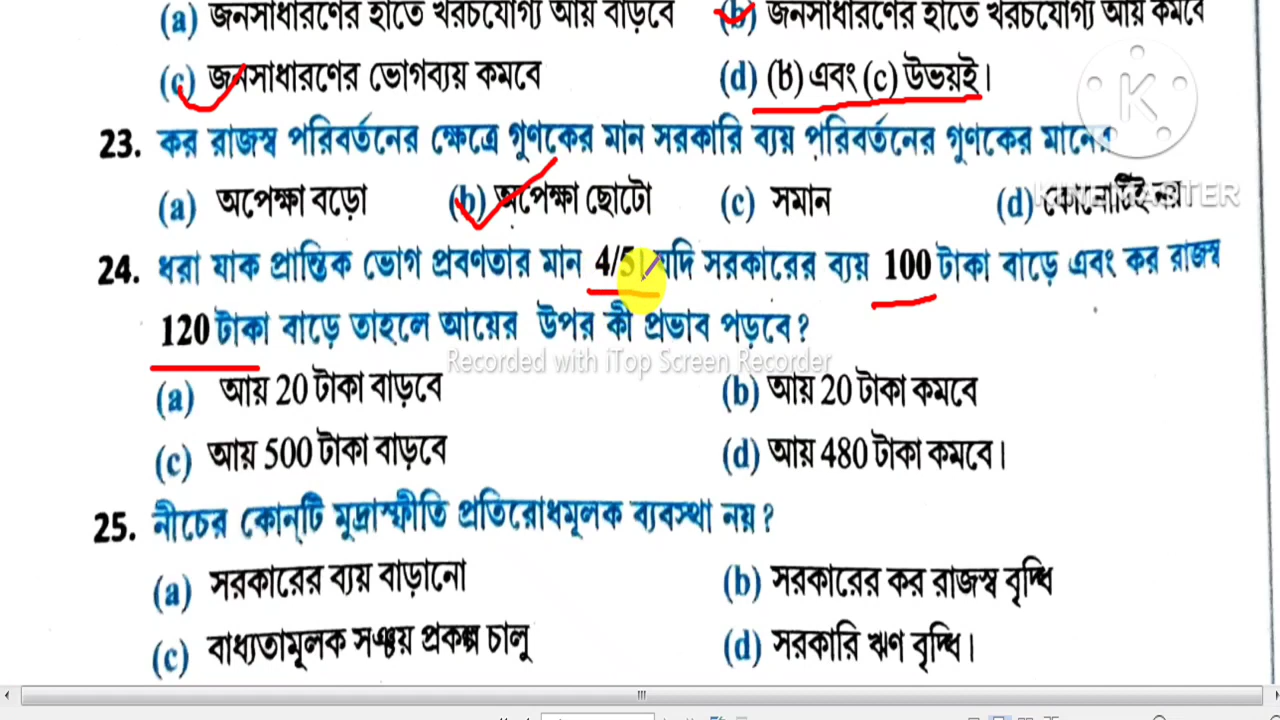 (a) জনসাধারণের হাতে খরচযোগ্য আয় বাড়বে (b) জনসাধারণের হাতে খরচযোগ্য আয় কমবে
(c) জনসাধারণের ভোগব্যয় কমবে (d) (b) এবং (c) উভয়ই।
23. কর রাজস্ব পরিবর্তনের ক্ষেত্রে গুণকের মান সরকারি ব্যয় পরিবর্তনের গুণকের মানের
(a) অপেক্ষা বড়ো (b) অপেক্ষা ছোটো (c) সমান (d) কোনোটিই নয়
KINEMASTER
24. ধরা যাক প্রান্তিক ভোগ প্রবণতার মান 4/5। যদি সরকারের ব্যয় 100 টাকা বাড়ে এবং কর রাজস্ব
120 টাকা বাড়ে তাহলে আয়ের উপর কী প্রভাব পড়বে?
Recorded with iTop Screen Recorder
(a) আয় 20 টাকা বাড়বে (b) আয় 20 টাকা কমবে
(c) আয় 500 টাকা বাড়বে (d) আয় 480 টাকা কমবে।
25. নীচের কোন্‌টি মুদ্রাস্ফীতি প্রতিরোধমূলক ব্যবস্থা নয়?
(a) সরকারের ব্যয় বাড়ানো (b) সরকারের কর রাজস্ব বৃদ্ধি
(c) বাধ্যতামূলক সঞ্চয় প্রকল্প চালু (d) সরকারি ঋণ বৃদ্ধি।